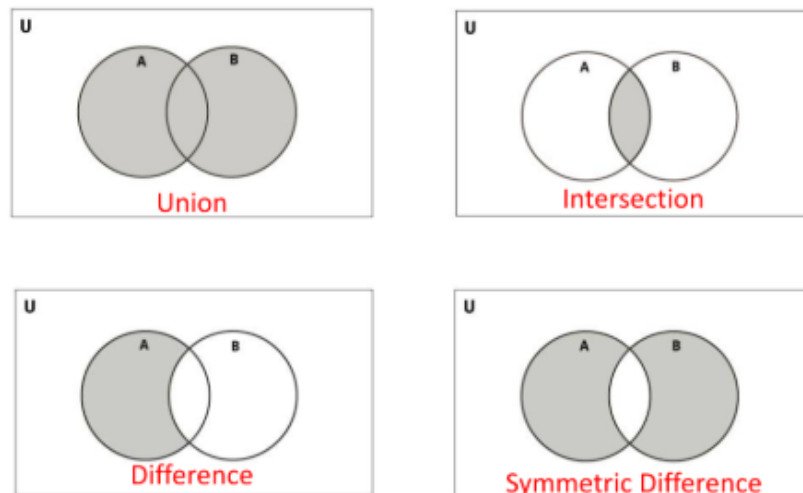 U
A B
Union
U
A B
Intersection
U
A B
Difference
U
A B
Symmetric Difference